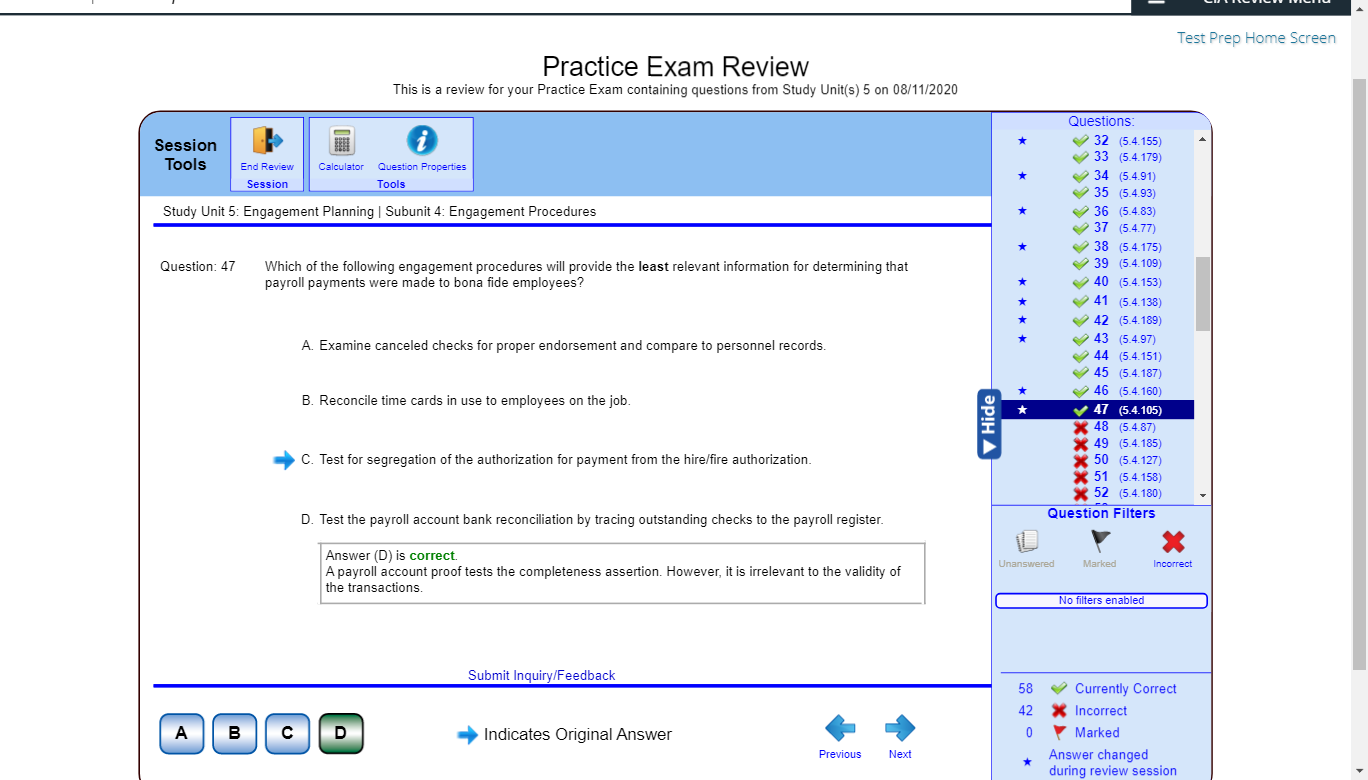 CIA Review Menu
Test Prep Home Screen
Practice Exam Review
This is a review for your Practice Exam containing questions from Study Unit(s) 5 on 08/11/2020
Session
Tools
End Review
Session
Calculator
Question Properties
Tools
Study Unit 5: Engagement Planning | Subunit 4: Engagement Procedures
Question: 47
Which of the following engagement procedures will provide the least relevant information for determining that
payroll payments were made to bona fide employees?
A. Examine canceled checks for proper endorsement and compare to personnel records.
B. Reconcile time cards in use to employees on the job.
C. Test for segregation of the authorization for payment from the hire/fire authorization.
D. Test the payroll account bank reconciliation by tracing outstanding checks to the payroll register.
Answer (D) is correct.
A payroll account proof tests the completeness assertion. However, it is irrelevant to the validity of
the transactions.
Submit Inquiry/Feedback
A
B
C
D
Indicates Original Answer
Previous
Next
Questions:
32 (5.4.155)
33 (5.4.179)
34 (5.4.91)
35 (5.4.93)
36 (5.4.83)
37 (5.4.77)
38 (5.4.175)
39 (5.4.109)
40 (5.4.153)
41 (5.4.138)
42 (5.4.189)
43 (5.4.97)
44 (5.4.151)
45 (5.4.187)
46 (5.4.160)
47 (5.4.105)
48 (5.4.87)
49 (5.4.185)
50 (5.4.127)
51 (5.4.158)
52 (5.4.180)
Hide
Question Filters
Unanswered
Marked
Incorrect
No filters enabled
58 Currently Correct
42 Incorrect
0 Marked
Answer changed
during review session